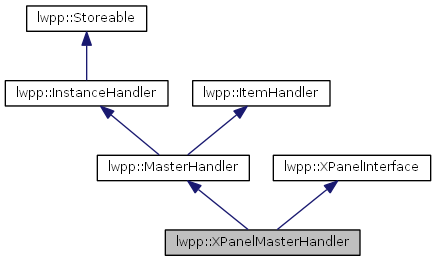 lwpp::Storeable
lwpp::InstanceHandler
lwpp::ItemHandler
lwpp::MasterHandler
lwpp::XPanelInterface
lwpp::XPanelMasterHandler